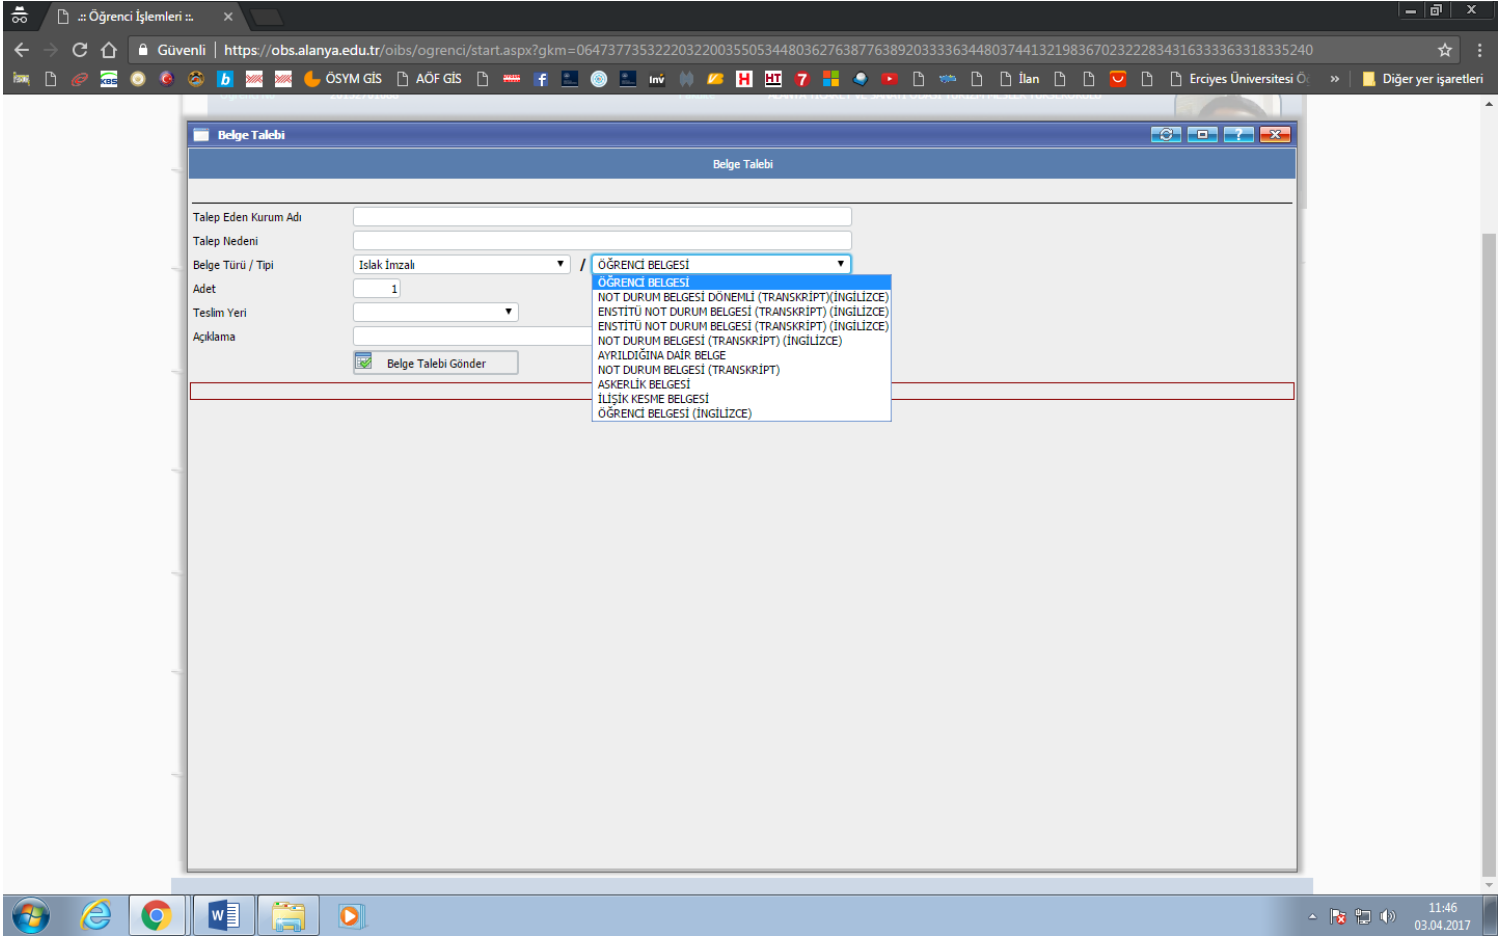 .:: Öğrenci İşlemleri ::.
Güvenli | https://obs.alanya.edu.tr/oibs/ogrenci/start.aspx?gkm=
ÖSYM GİS AÖF GİS inv H HT 7 İlan Erciyes Üniversitesi » Diğer yer işaretleri
Belge Talebi
Belge Talebi
Talep Eden Kurum Adı
Talep Nedeni
Belge Türü / Tipi Islak İmzalı / ÖĞRENCİ BELGESİ
ÖĞRENCİ BELGESİ
Adet 1
NOT DURUM BELGESİ DÖNEMLİ (TRANSKRİPT)(İNGİLİZCE)
ENSTİTÜ NOT DURUM BELGESİ (TRANSKRİPT) (İNGİLİZCE)
Teslim Yeri
ENSTİTÜ NOT DURUM BELGESİ (TRANSKRİPT) (İNGİLİZCE)
Açıklama
NOT DURUM BELGESİ (TRANSKRİPT) (İNGİLİZCE)
AYRILDIĞINA DAİR BELGE
Belge Talebi Gönder
NOT DURUM BELGESİ (TRANSKRİPT)
ASKERLİK BELGESİ
İLİŞİK KESME BELGESİ
ÖĞRENCİ BELGESİ (İNGİLİZCE)
11:46
03.04.2017